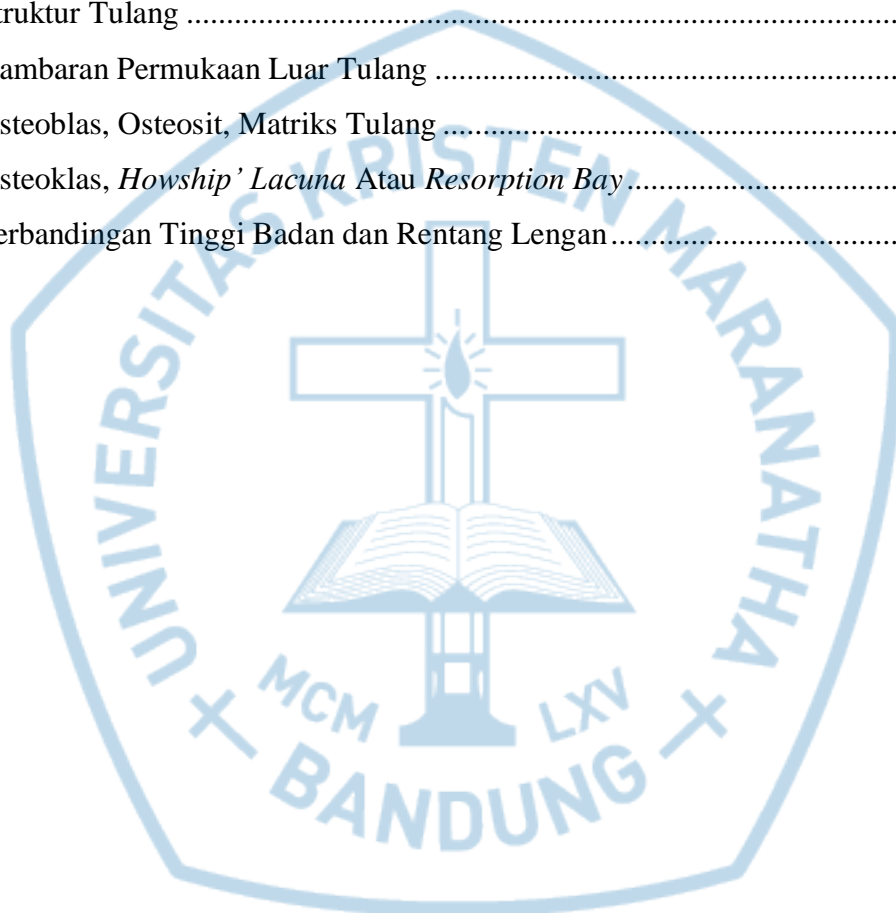 truktur Tulang ........................................................................................
ambaran Permukaan Luar Tulang .........................................................
steoblas, Osteosit, Matriks Tulang ........................................................
steoklas, Howship’ Lacuna Atau Resorption Bay.................................
erbandingan Tinggi Badan dan Rentang Lengan...................................
UNIVERSITAS KRISTEN MARANATHA
MCM LXV
BANDUNG